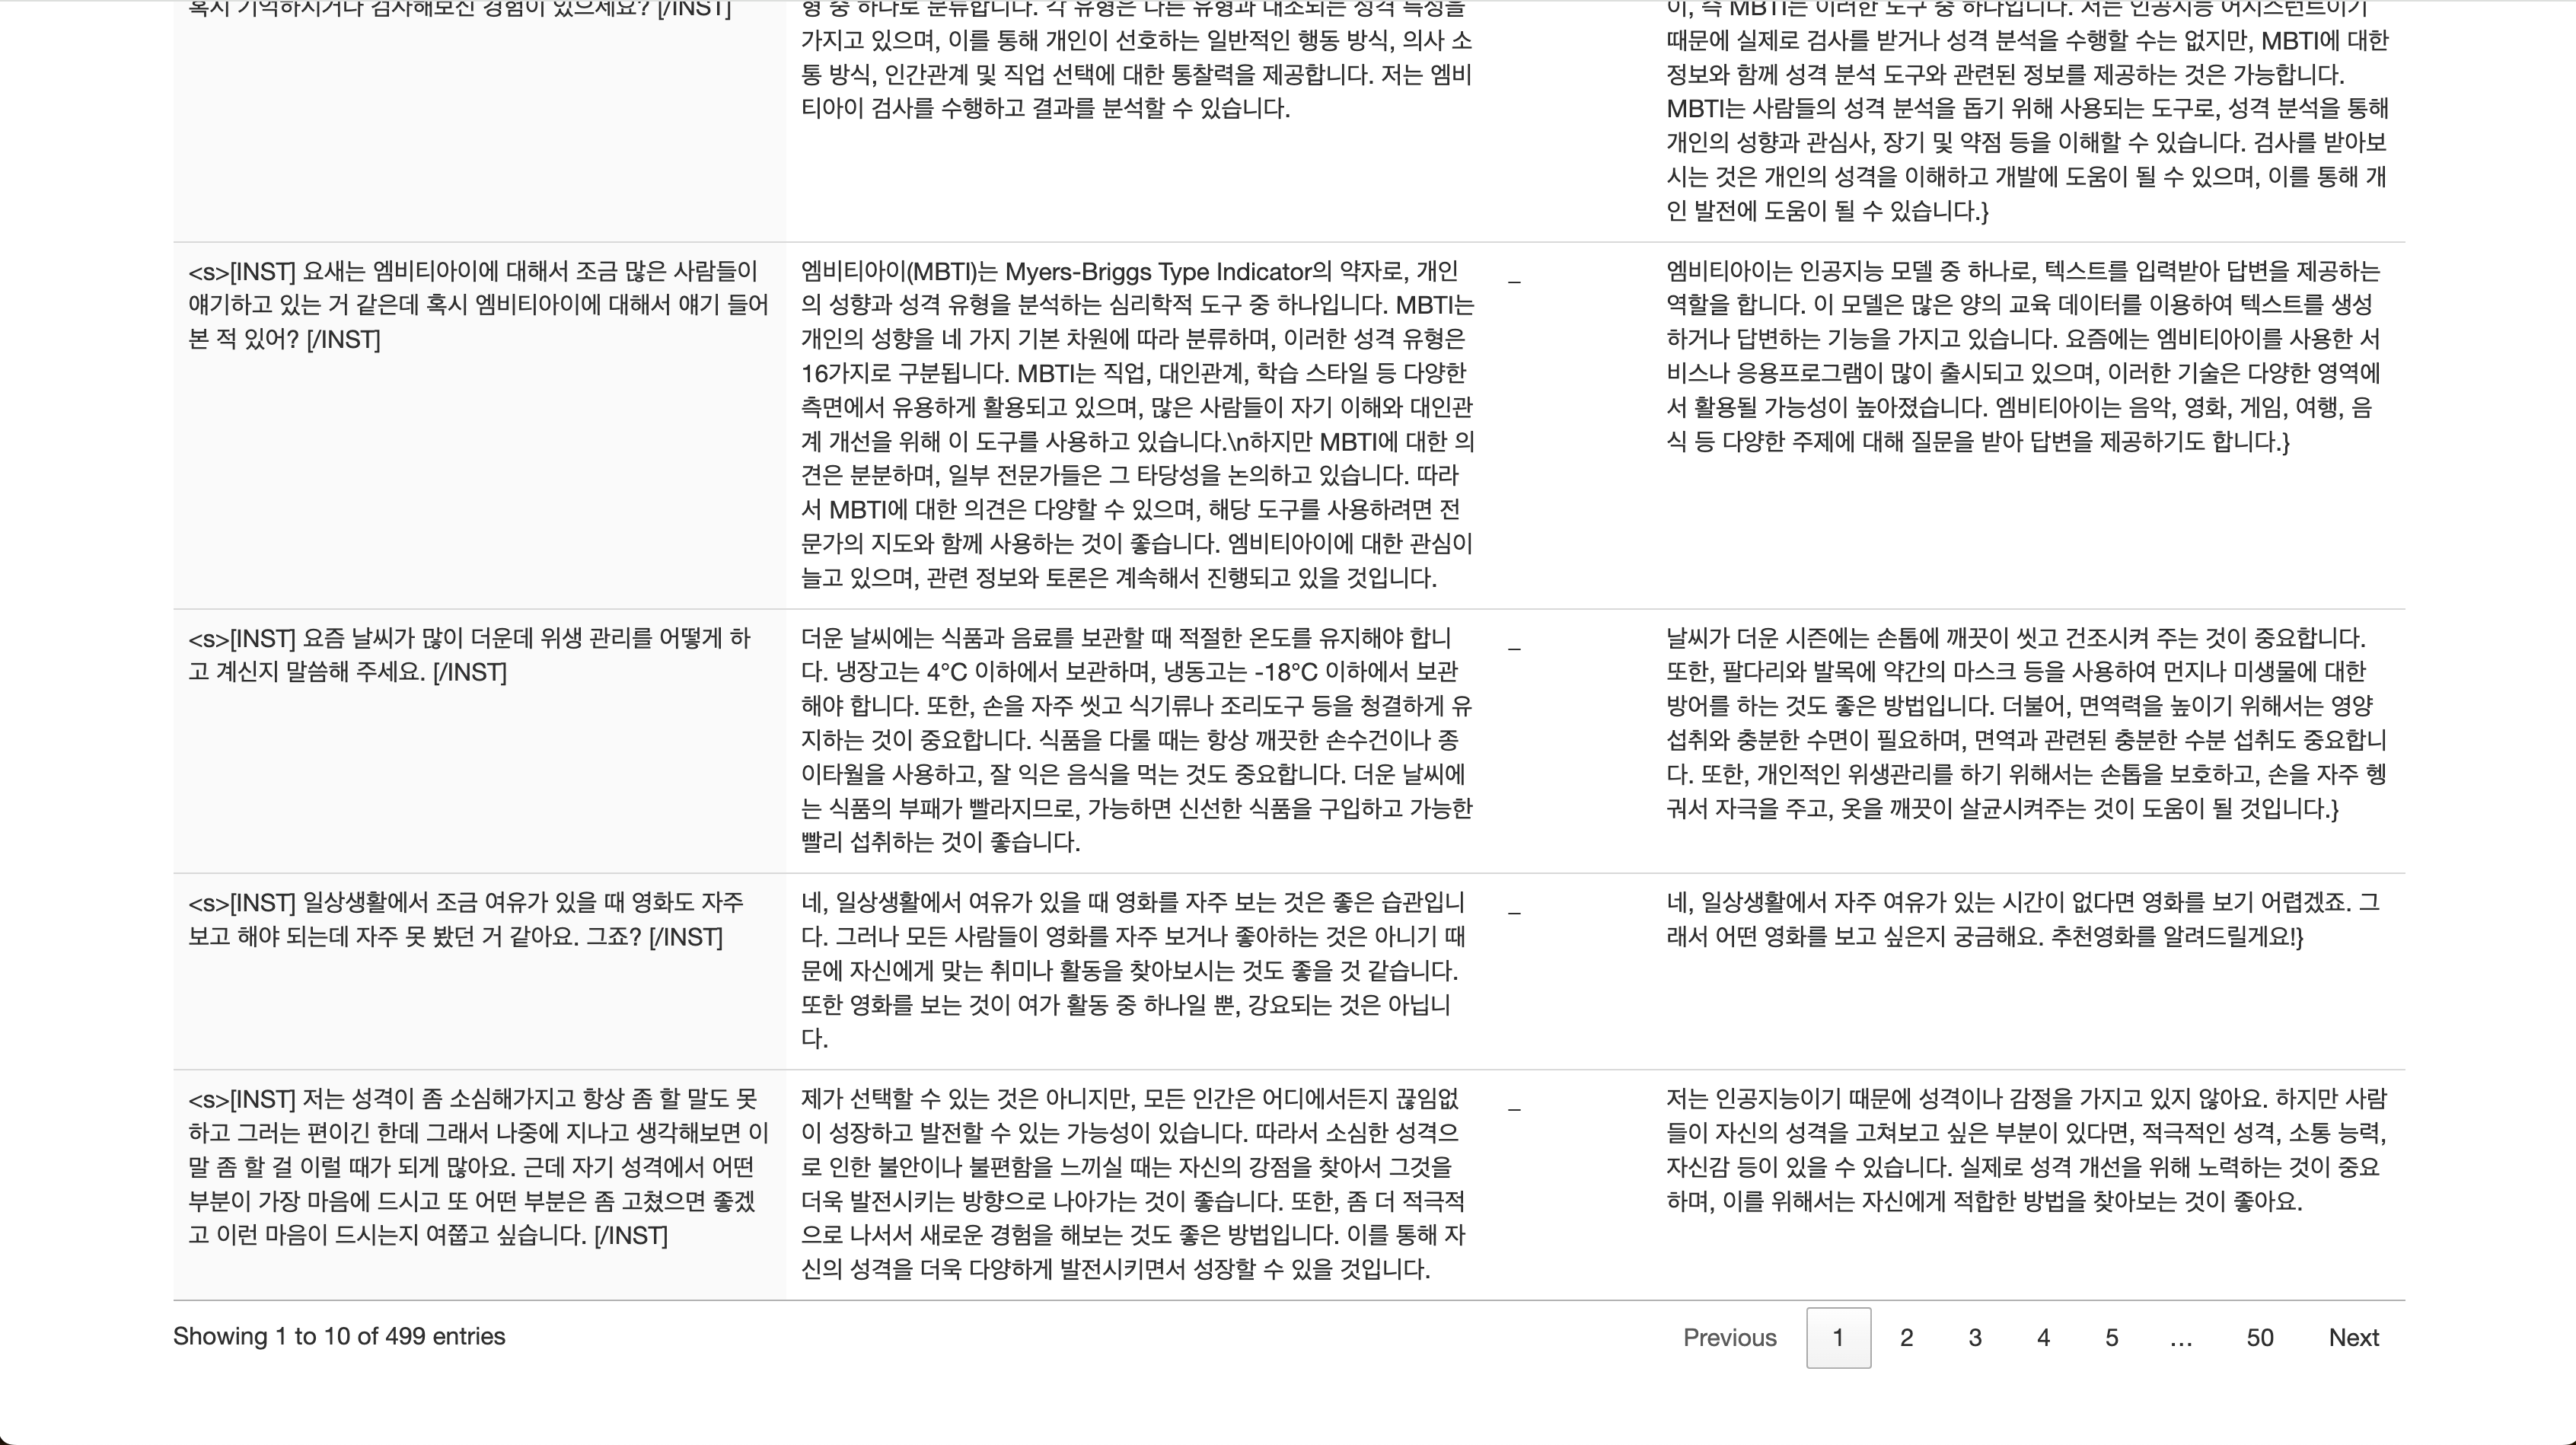 혹시 기억하시거나 검사해보신 경험이 있으세요? [/INST]
형 중 하나로 분류합니다. 각 유형은 다른 유형과 대조되는 성격 특성을
가지고 있으며, 이를 통해 개인이 선호하는 일반적인 행동 방식, 의사 소
통 방식, 인간관계 및 직업 선택에 대한 통찰력을 제공합니다. 저는 엠비
티아이 검사를 수행하고 결과를 분석할 수 있습니다.
이, 즉 MBTI는 이러한 도구 중 하나입니다. 저는 인공지능 어시스턴트이기
때문에 실제로 검사를 받거나 성격 분석을 수행할 수는 없지만, MBTI에 대한
정보와 함께 성격 분석 도구와 관련된 정보를 제공하는 것은 가능합니다.
MBTI는 사람들의 성격 분석을 돕기 위해 사용되는 도구로, 성격 분석을 통해
개인의 성향과 관심사, 장기 및 약점 등을 이해할 수 있습니다. 검사를 받아보
시는 것은 개인의 성격을 이해하고 개발에 도움이 될 수 있으며, 이를 통해 개
인 발전에 도움이 될 수 있습니다.}
<s>[INST] 요새는 엠비티아이에 대해서 조금 많은 사람들이
얘기하고 있는 거 같은데 혹시 엠비티아이에 대해서 얘기 들어
본 적 있어? [/INST]
엠비티아이(MBTI)는 Myers-Briggs Type Indicator의 약자로, 개인
의 성향과 성격 유형을 분석하는 심리학적 도구 중 하나입니다. MBTI는
개인의 성향을 네 가지 기본 차원에 따라 분류하며, 이러한 성격 유형은
16가지로 구분됩니다. MBTI는 직업, 대인관계, 학습 스타일 등 다양한
측면에서 유용하게 활용되고 있으며, 많은 사람들이 자기 이해와 대인관
계 개선을 위해 이 도구를 사용하고 있습니다.\n하지만 MBTI에 대한 의
견은 분분하며, 일부 전문가들은 그 타당성을 논의하고 있습니다. 따라
서 MBTI에 대한 의견은 다양할 수 있으며, 해당 도구를 사용하려면 전
문가의 지도와 함께 사용하는 것이 좋습니다. 엠비티아이에 대한 관심이
늘고 있으며, 관련 정보와 토론은 계속해서 진행되고 있을 것입니다.
_
엠비티아이는 인공지능 모델 중 하나로, 텍스트를 입력받아 답변을 제공하는
역할을 합니다. 이 모델은 많은 양의 교육 데이터를 이용하여 텍스트를 생성
하거나 답변하는 기능을 가지고 있습니다. 요즘에는 엠비티아이를 사용한 서
비스나 응용프로그램이 많이 출시되고 있으며, 이러한 기술은 다양한 영역에
서 활용될 가능성이 높아졌습니다. 엠비티아이는 음악, 영화, 게임, 여행, 음
식 등 다양한 주제에 대해 질문을 받아 답변을 제공하기도 합니다.}
<s>[INST] 요즘 날씨가 많이 더운데 위생 관리를 어떻게 하
고 계신지 말씀해 주세요. [/INST]
더운 날씨에는 식품과 음료를 보관할 때 적절한 온도를 유지해야 합니
다. 냉장고는 4°C 이하에서 보관하며, 냉동고는 -18°C 이하에서 보관
해야 합니다. 또한, 손을 자주 씻고 식기류나 조리도구 등을 청결하게 유
지하는 것이 중요합니다. 식품을 다룰 때는 항상 깨끗한 손수건이나 종
이타월을 사용하고, 잘 익은 음식을 먹는 것도 중요합니다. 더운 날씨에
는 식품의 부패가 빨라지므로, 가능하면 신선한 식품을 구입하고 가능한
빨리 섭취하는 것이 좋습니다.
_
날씨가 더운 시즌에는 손톱에 깨끗이 씻고 건조시켜 주는 것이 중요합니다.
또한, 팔다리와 발목에 약간의 마스크 등을 사용하여 먼지나 미생물에 대한
방어를 하는 것도 좋은 방법입니다. 더불어, 면역력을 높이기 위해서는 영양
섭취와 충분한 수면이 필요하며, 면역과 관련된 충분한 수분 섭취도 중요합니
다. 또한, 개인적인 위생관리를 하기 위해서는 손톱을 보호하고, 손을 자주 헹
궈서 자극을 주고, 옷을 깨끗이 살균시켜주는 것이 도움이 될 것입니다.}
<s>[INST] 일상생활에서 조금 여유가 있을 때 영화도 자주
보고 해야 되는데 자주 못 봤던 거 같아요. 그죠? [/INST]
네, 일상생활에서 여유가 있을 때 영화를 자주 보는 것은 좋은 습관입니
다. 그러나 모든 사람들이 영화를 자주 보거나 좋아하는 것은 아니기 때
문에 자신에게 맞는 취미나 활동을 찾아보시는 것도 좋을 것 같습니다.
또한 영화를 보는 것이 여가 활동 중 하나일 뿐, 강요되는 것은 아닙니
다.
_
네, 일상생활에서 자주 여유가 있는 시간이 없다면 영화를 보기 어렵겠죠. 그
래서 어떤 영화를 보고 싶은지 궁금해요. 추천영화를 알려드릴게요!}
<s>[INST] 저는 성격이 좀 소심해가지고 항상 좀 할 말도 못
하고 그러는 편이긴 한데 그래서 나중에 지나고 생각해보면 이
말 좀 할 걸 이럴 때가 되게 많아요. 근데 자기 성격에서 어떤
부분이 가장 마음에 드시고 또 어떤 부분은 좀 고쳤으면 좋겠
고 이런 마음이 드시는지 여쭙고 싶습니다. [/INST]
제가 선택할 수 있는 것은 아니지만, 모든 인간은 어디에서든지 끊임없
이 성장하고 발전할 수 있는 가능성이 있습니다. 따라서 소심한 성격으
로 인한 불안이나 불편함을 느끼실 때는 자신의 강점을 찾아서 그것을
더욱 발전시키는 방향으로 나아가는 것이 좋습니다. 또한, 좀 더 적극적
으로 나서서 새로운 경험을 해보는 것도 좋은 방법입니다. 이를 통해 자
신의 성격을 더욱 다양하게 발전시키면서 성장할 수 있을 것입니다.
_
저는 인공지능이기 때문에 성격이나 감정을 가지고 있지 않아요. 하지만 사람
들이 자신의 성격을 고쳐보고 싶은 부분이 있다면, 적극적인 성격, 소통 능력,
자신감 등이 있을 수 있습니다. 실제로 성격 개선을 위해 노력하는 것이 중요
하며, 이를 위해서는 자신에게 적합한 방법을 찾아보는 것이 좋아요.
Showing 1 to 10 of 499 entries
Previous 1 2 3 4 5 … 50 Next